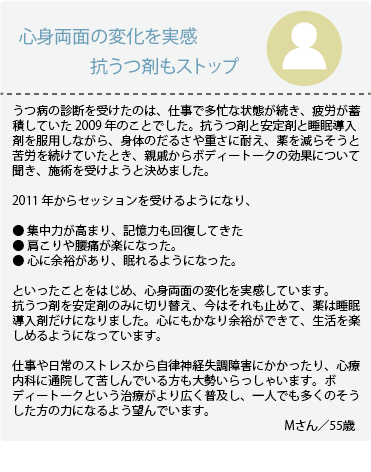 心身両面の変化を実感
抗うつ剤もストップ
うつ病の診断を受けたのは、仕事で多忙な状態が続き、疲労が蓄
積していた 2009 年のことでした。抗うつ剤と安定剤と睡眠導入
剤を服用しながら、身体のだるさや重さに耐え、薬を減らそうと
苦労を続けていたとき、親戚からボディートークの効果について
聞き、施術を受けようと決めました。
2011 年からセッションを受けるようになり、
● 集中力が高まり、記憶力も回復してきた
● 肩こりや腰痛が楽になった。
● 心に余裕があり、眠れるようになった。
といったことをはじめ、心身両面の変化を実感しています。
抗うつ剤を安定剤のみに切り替え、今はそれも止めて、薬は睡眠
導入剤だけになりました。心にもかなり余裕ができて、生活を楽
しめるようになっています。
仕事や日常のストレスから自律神経失調障害にかかったり、心療
内科に通院して苦しんでいる方も大勢いらっしゃいます。ボ
ディートークという治療がより広く普及し、一人でも多くのそう
した方の力になるよう望んでいます。
Mさん／55歳